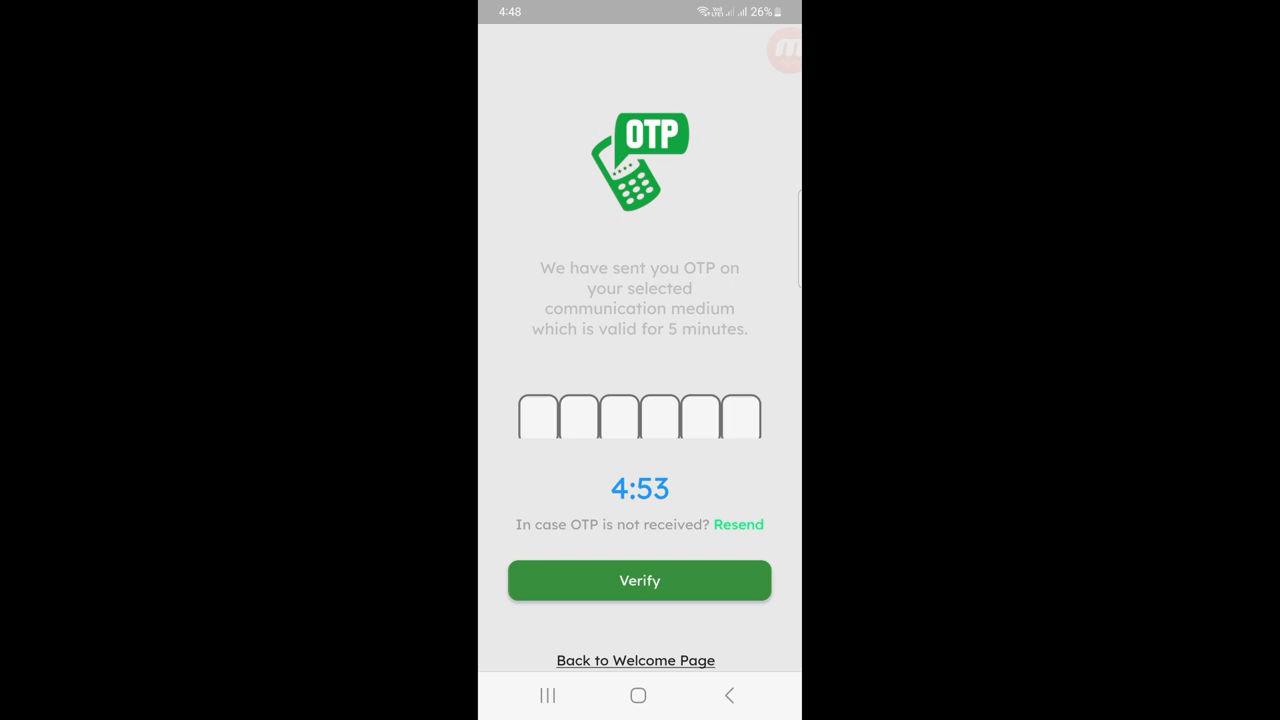 4:48
26%
OTP
We have sent you OTP on
your selected
communication medium
which is valid for 5 minutes.
4:53
In case OTP is not received? Resend
Verify
Back to Welcome Page